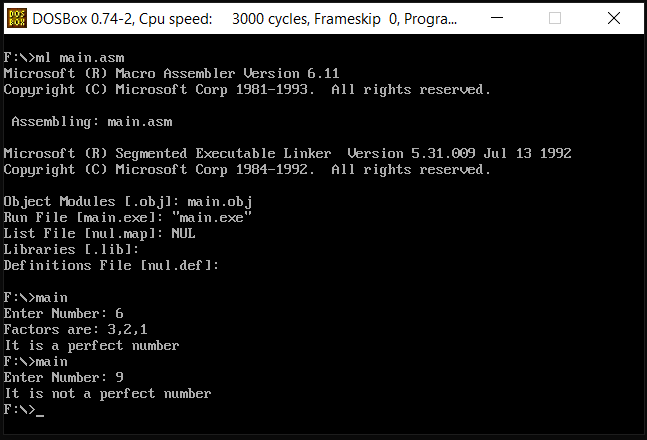 DOS
BOX
DOSBox 0.74-2, Cpu speed: 3000 cycles, Frameskip 0, Progra...
F:\>ml main.asm
Microsoft (R) Macro Assembler Version 6.11
Copyright (C) Microsoft Corp 1981-1993. All rights reserved.
Assembling: main.asm
Microsoft (R) Segmented Executable Linker Version 5.31.009 Jul 13 1992
Copyright (C) Microsoft Corp 1984-1992. All rights reserved.
Object Modules [.obj]: main.obj
Run File [main.exe]: "main.exe"
List File [nul.map]: NUL
Libraries [.lib]:
Definitions File [nul.def]:
F:\>main
Enter Number: 6
Factors are: 3,2,1
It is a perfect number
F:\>main
Enter Number: 9
It is not a perfect number
F:\>_